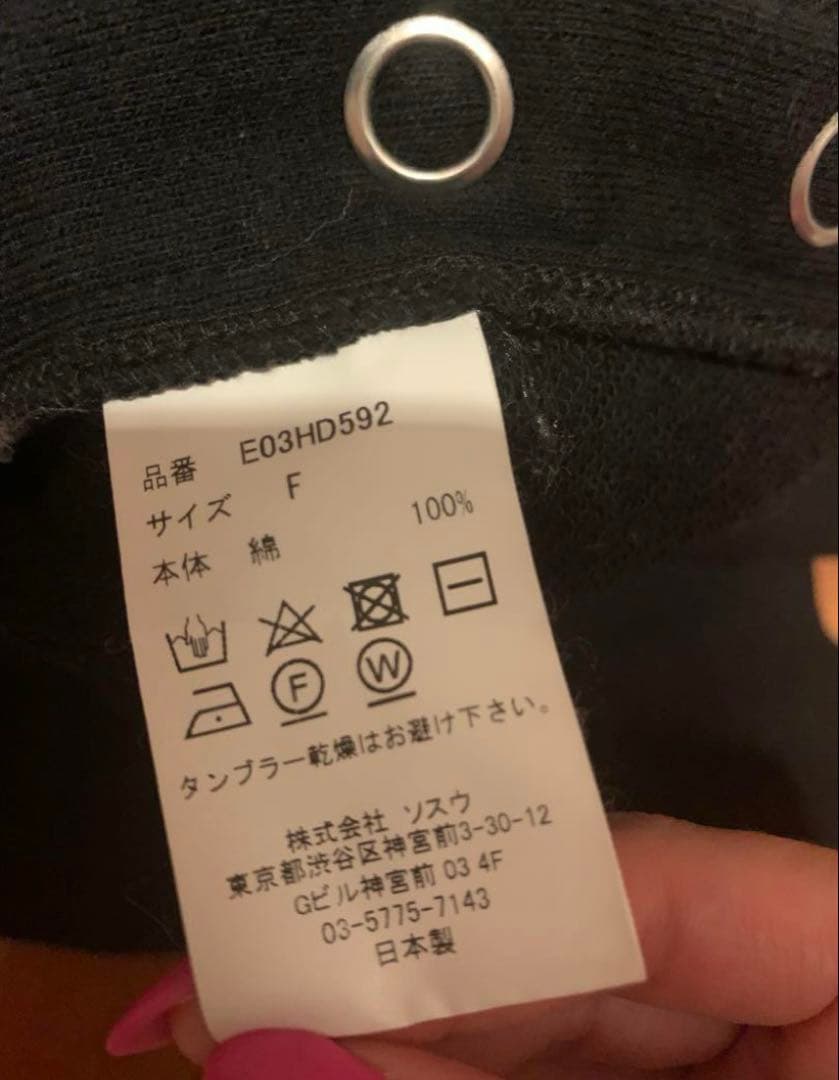 品番 E03HD592
サイズ F
本体 綿 100%
F W
タンブラー乾燥はお避け下さい。
株式会社 ソスウ
東京都渋谷区神宮前3-30-12
Gビル神宮前 03 4F
03-5775-7143
日本製